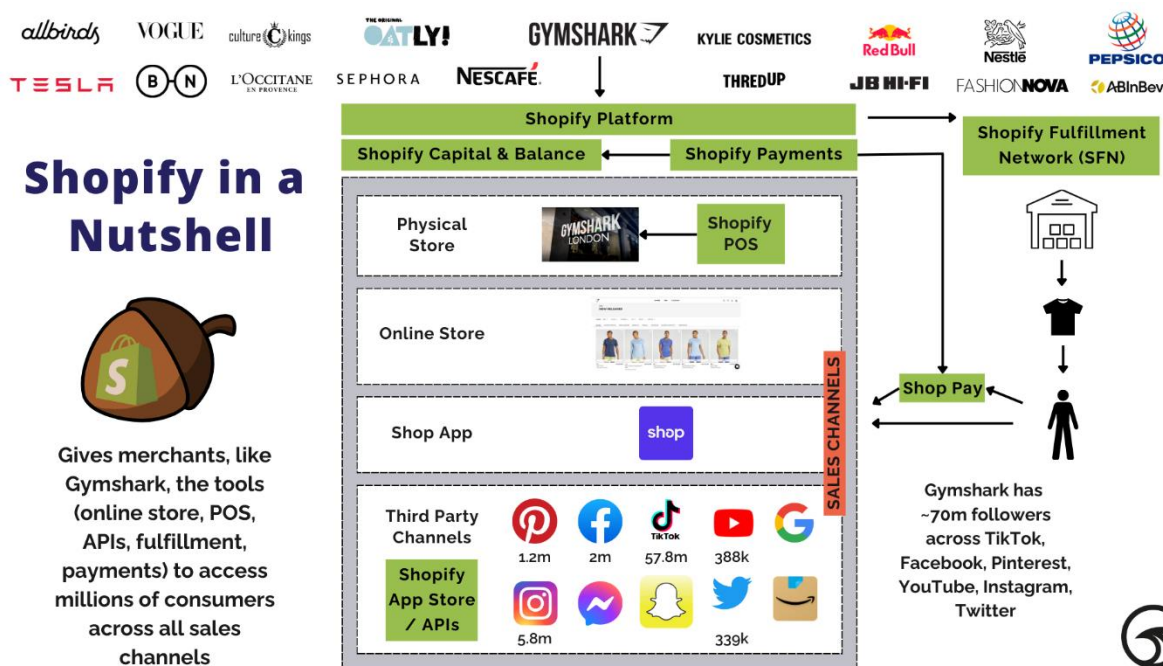 allbirds
VOGUE
culture kings
THE ORIGINAL
OATLY!
GYMSHARK
KYLIE COSMETICS
Red Bull
Nestlé
PEPSICO
TESLA
B N
L'OCCITANE
EN PROVENCE
SEPHORA
NESCAFÉ.
THREDUP
JB HI-FI
FASHIONNOVA
ABInBev
Shopify in a
Nutshell
S
Gives merchants, like
Gymshark, the tools
(online store, POS,
APIs, fulfillment,
payments) to access
millions of consumers
across all sales
channels
Shopify Platform
Shopify Capital & Balance
Shopify Payments
Physical
Store
GYMSHARK
LONDON
Shopify
POS
Online Store
Shop App
shop
SALES CHANNELS
Third Party
Channels
TikTok
1.2m
2m
57.8m
388k
Shopify
App Store
/ APIs
5.8m
339k
Shopify Fulfillment
Network (SFN)
Shop Pay
Gymshark has
~70m followers
across TikTok,
Facebook, Pinterest,
YouTube, Instagram,
Twitter